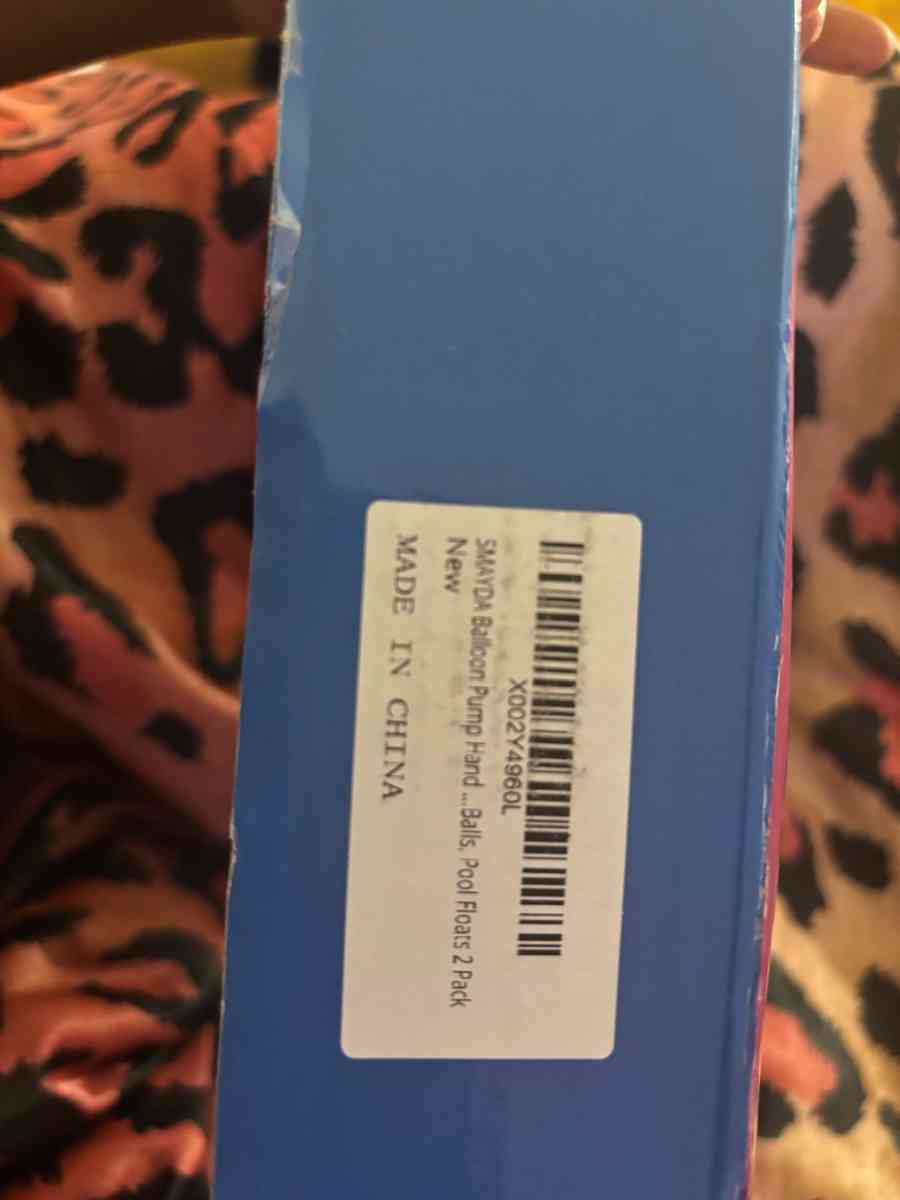 X002Y4960L
SMAYDA Balloon Pump Hand ...Balls, Pool Floats 2 Pack
New
MADE IN CHINA